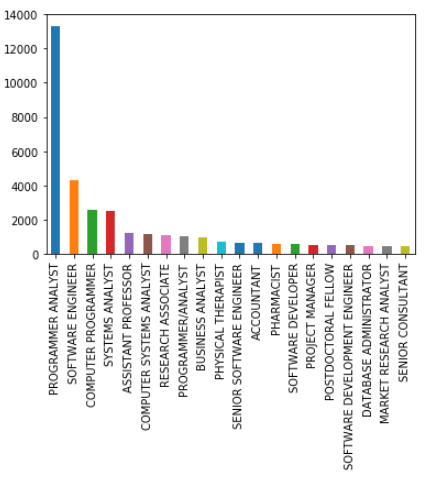 14000
12000
10000
8000
6000
4000
2000
0
PROGRAMMER ANALYST
SOFTWARE ENGINEER
COMPUTER PROGRAMMER
SYSTEMS ANALYST
ASSISTANT PROFESSOR
COMPUTER SYSTEMS ANALYST
RESEARCH ASSOCIATE
PROGRAMMER/ANALYST
BUSINESS ANALYST
PHYSICAL THERAPIST
SENIOR SOFTWARE ENGINEER
ACCOUNTANT
PHARMACIST
SOFTWARE DEVELOPER
PROJECT MANAGER
POSTDOCTORAL FELLOW
SOFTWARE DEVELOPMENT ENGINEER
DATABASE ADMINISTRATOR
MARKET RESEARCH ANALYST
SENIOR CONSULTANT